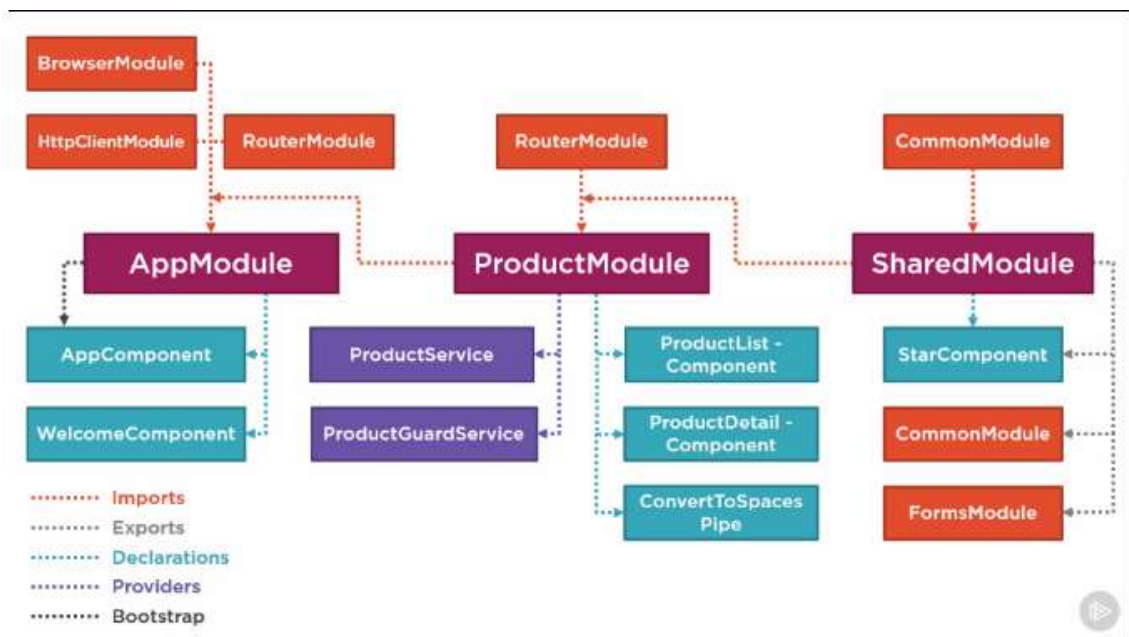 BrowserModule
HttpClientModule
RouterModule
RouterModule
CommonModule
AppModule
ProductModule
SharedModule
AppComponent
ProductService
ProductList -
Component
StarComponent
WelcomeComponent
ProductGuardService
ProductDetail -
Component
CommonModule
ConvertToSpaces
Pipe
FormsModule
Imports
Exports
Declarations
Providers
Bootstrap